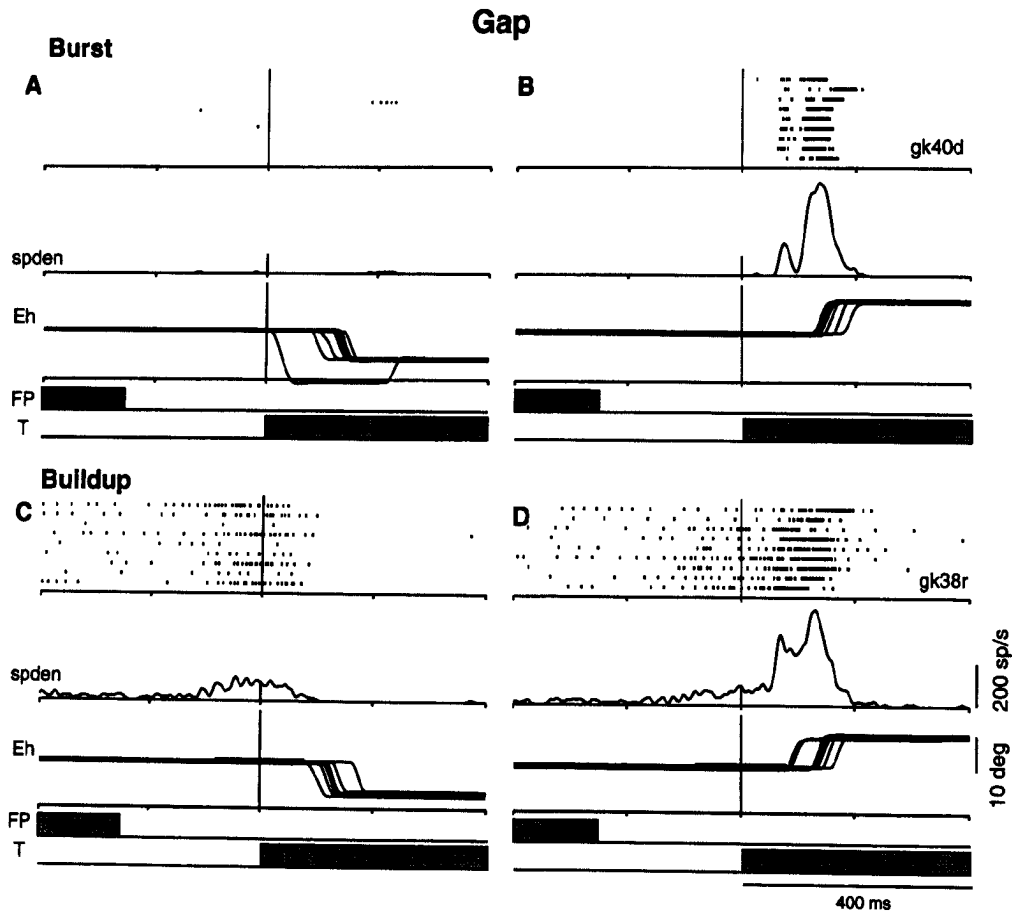 Gap
Burst
A
B
gk40d
spden
Eh
FP
T
Buildup
C
D
gk38r
spden
200 sp/s
Eh
10 deg
FP
T
400 ms